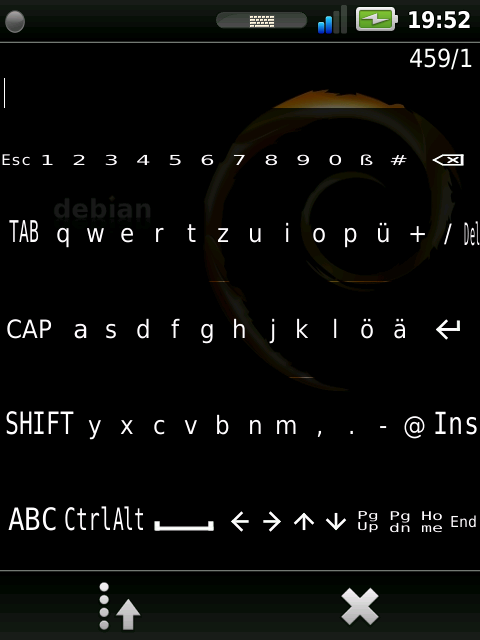 19:52
459/1
Esc 1 2 3 4 5 6 7 8 9 0 ß #
debian
TAB q w e r t z u i o p ü + / Del
CAP a s d f g h j k l ö ä
SHIFT y x c v b n m , . - @ Ins
ABC Ctrl Alt ← → ↑ ↓ Pg Up Pg dn Ho me End